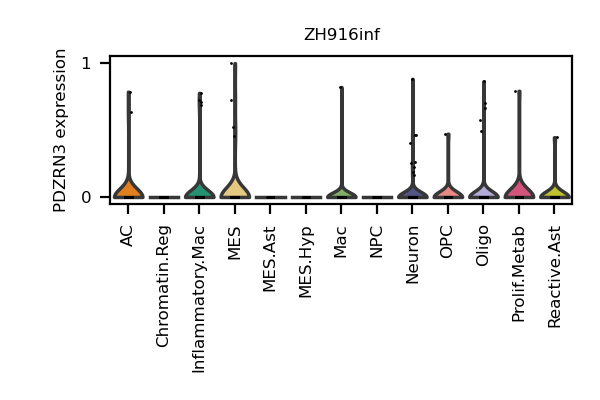 ZH916inf
PDZRN3 expression
1
0
AC
Chromatin.Reg
Inflammatory.Mac
MES
MES.Ast
MES.Hyp
Mac
NPC
Neuron
OPC
Oligo
Prolif.Metab
Reactive.Ast